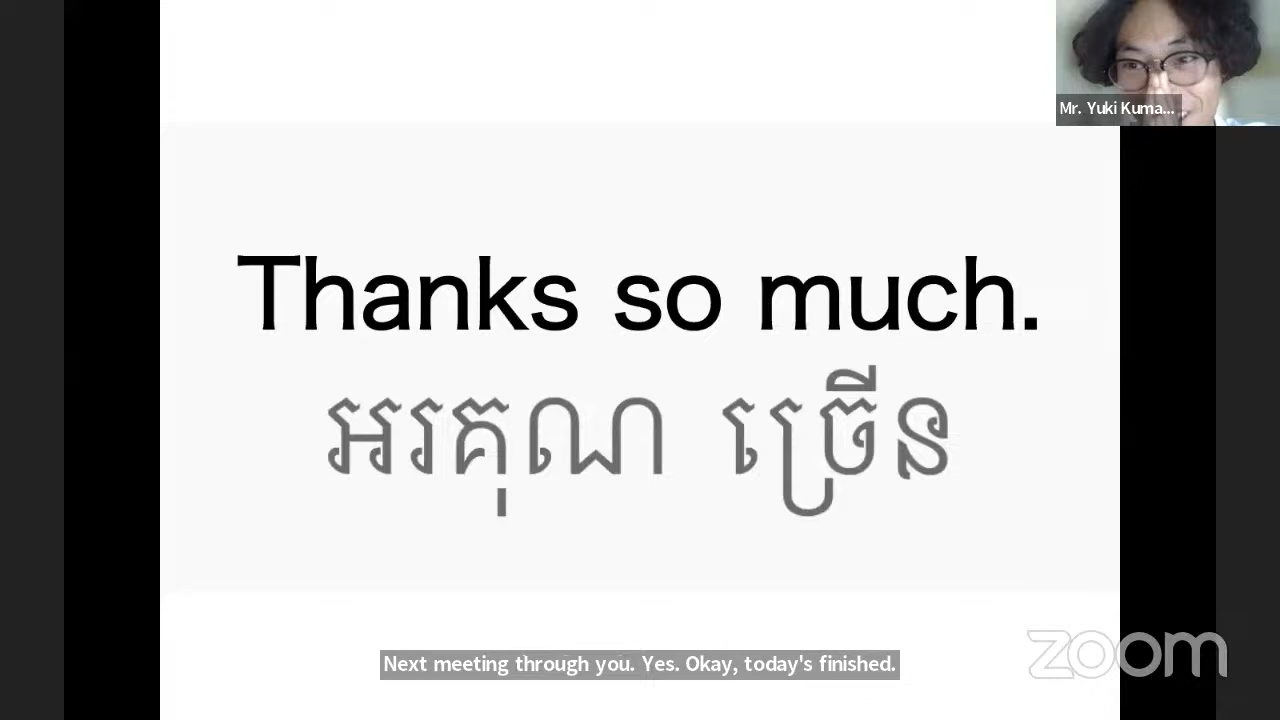 Mr. Yuki Kuma...
Thanks so much.
អរគុណ ច្រើន
Next meeting through you. Yes. Okay, today's finished.
zoom